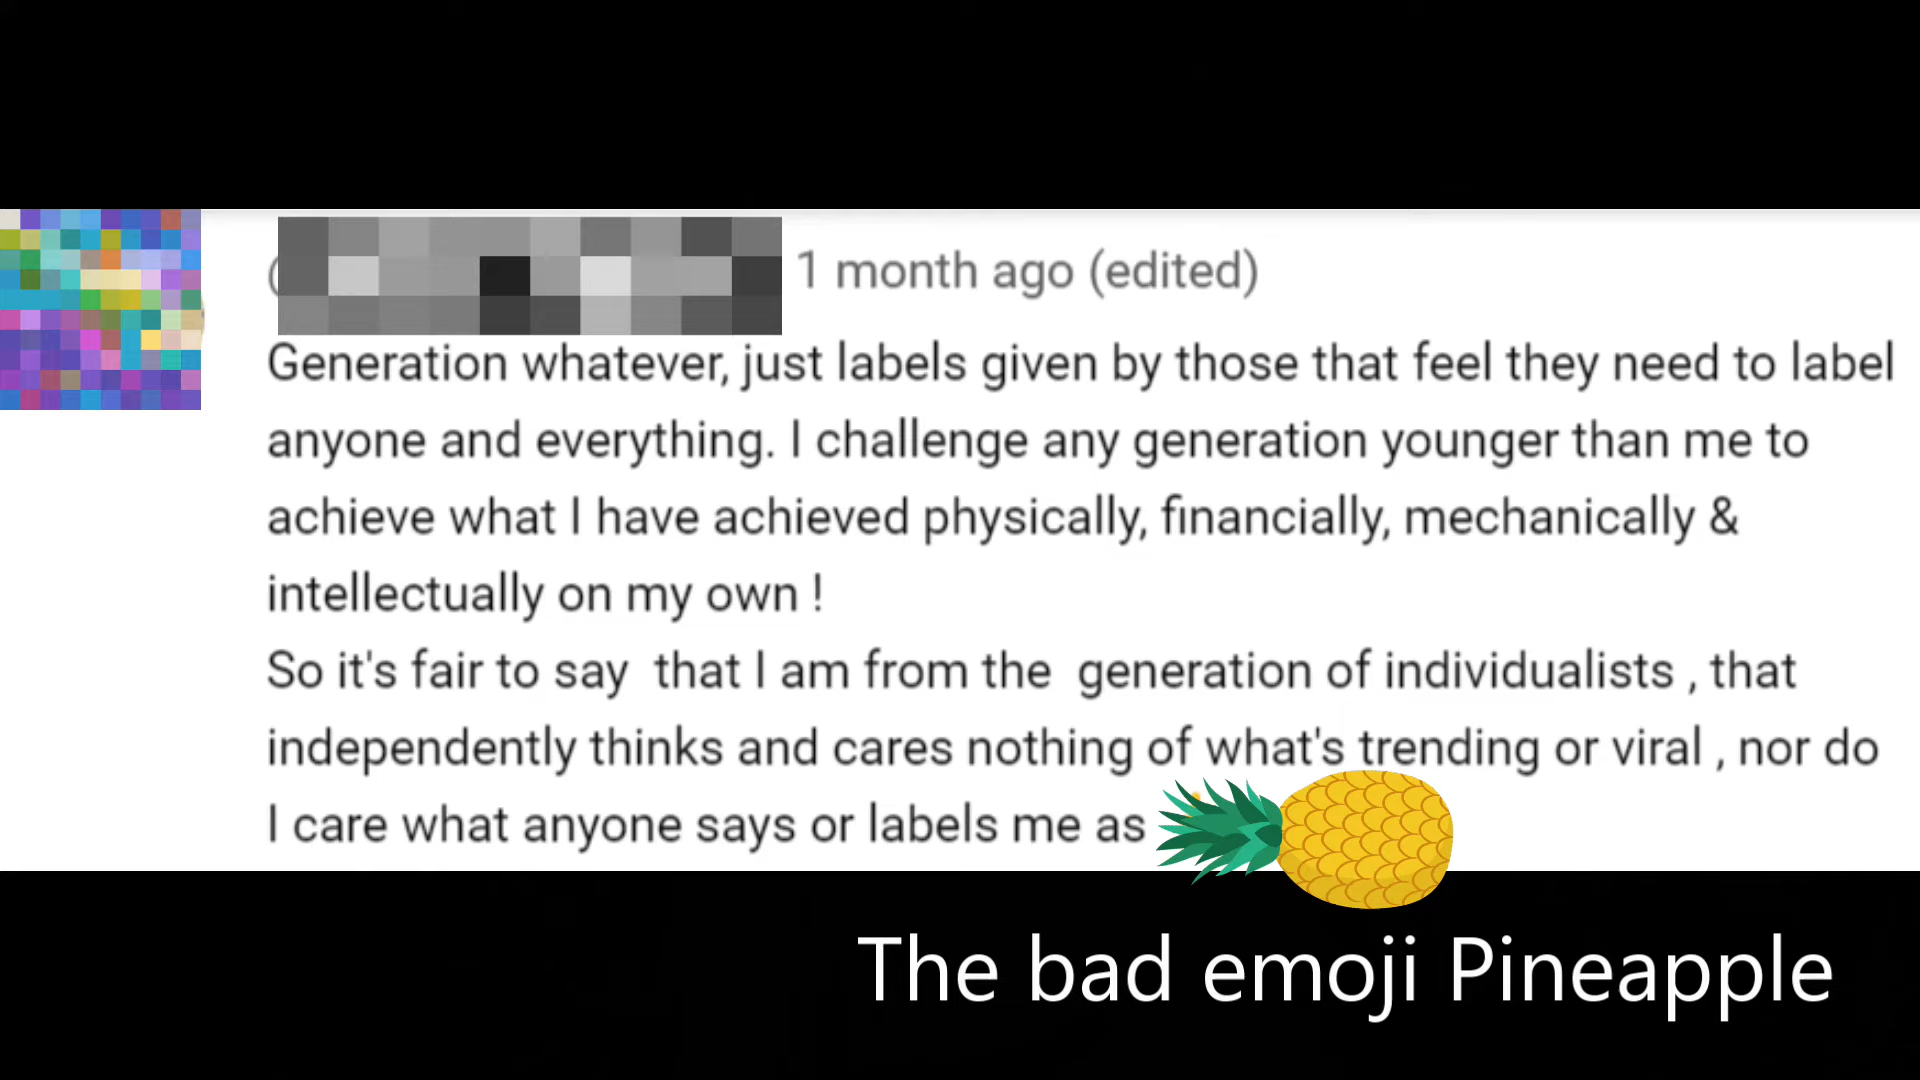 1 month ago (edited)
Generation whatever, just labels given by those that feel they need to label
anyone and everything. I challenge any generation younger than me to
achieve what I have achieved physically, financially, mechanically &
intellectually on my own !
So it's fair to say  that I am from the  generation of individualists , that
independently thinks and cares nothing of what's trending or viral , nor do
I care what anyone says or labels me as
The bad emoji Pineapple